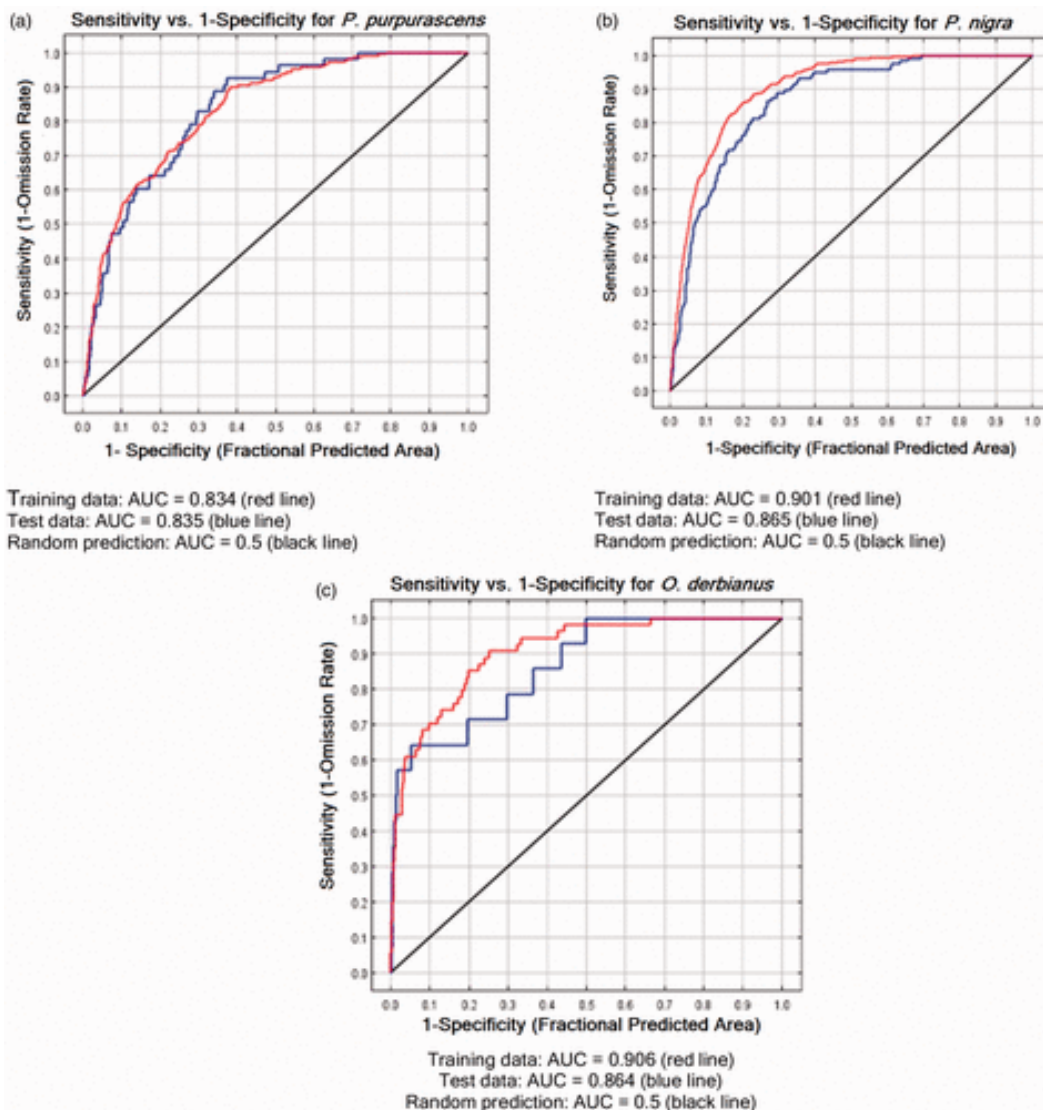 (a)
Sensitivity vs. 1-Specificity for P. purpurascens
Sensitivity (1-Omission Rate)
1.0
0.9
0.8
0.7
0.6
0.5
0.4
0.3
0.2
0.1
0.0
0.0 0.1 0.2 0.3 0.4 0.5 0.6 0.7 0.8 0.9 1.0
1- Specificity (Fractional Predicted Area)
Training data: AUC = 0.834 (red line)
Test data: AUC = 0.835 (blue line)
Random prediction: AUC = 0.5 (black line)
(b)
Sensitivity vs. 1-Specificity for P. nigra
Sensitivity (1-Omission Rate)
1.0
0.9
0.8
0.7
0.6
0.5
0.4
0.3
0.2
0.1
0.0
0.0 0.1 0.2 0.3 0.4 0.5 0.6 0.7 0.8 0.9 1.0
1-Specificity (Fractional Predicted Area)
Training data: AUC = 0.901 (red line)
Test data: AUC = 0.865 (blue line)
Random prediction: AUC = 0.5 (black line)
(c)
Sensitivity vs. 1-Specificity for O. derbianus
Sensitivity (1-Omission Rate)
1.0
0.9
0.8
0.7
0.6
0.5
0.4
0.3
0.2
0.1
0.0
0.0 0.1 0.2 0.3 0.4 0.5 0.6 0.7 0.8 0.9 1.0
1-Specificity (Fractional Predicted Area)
Training data: AUC = 0.906 (red line)
Test data: AUC = 0.864 (blue line)
Random prediction: AUC = 0.5 (black line)